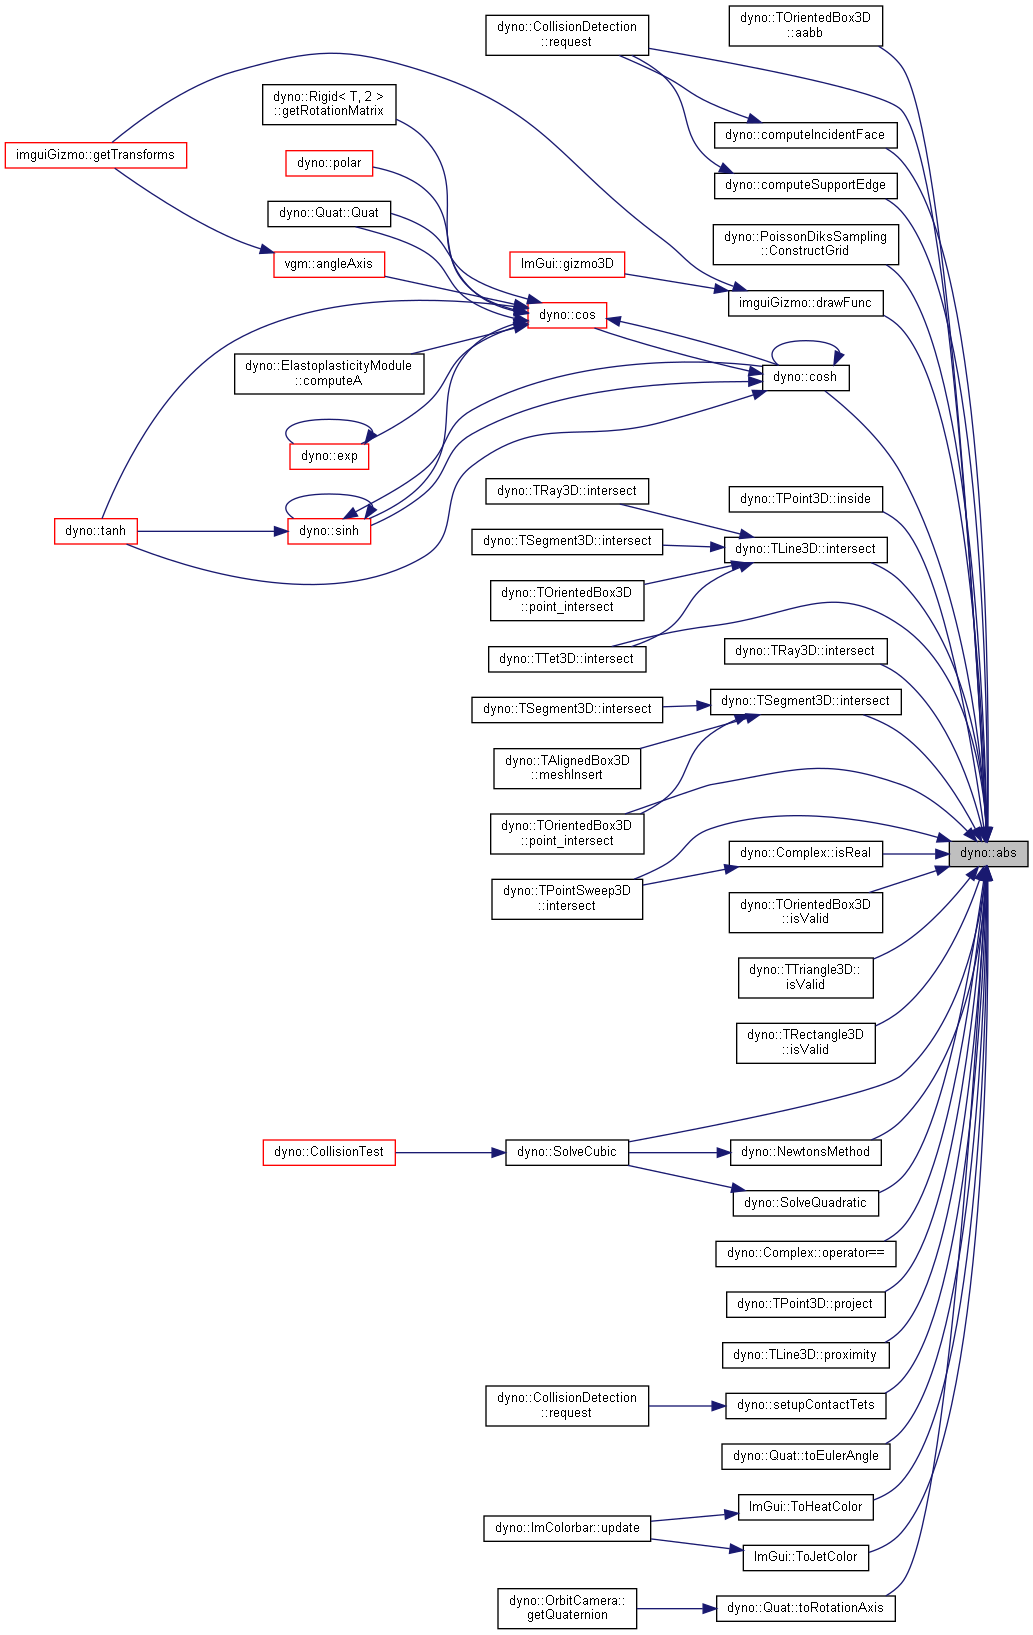 dyno::CollisionDetection
::request
dyno::TOrientedBox3D
::aabb
dyno::Rigid< T, 2 >
::getRotationMatrix
dyno::computeIncidentFace
imguiGizmo::getTransforms
dyno::polar
dyno::computeSupportEdge
dyno::Quat::Quat
dyno::PoissonDiksSampling
::ConstructGrid
vgm::angleAxis
ImGui::gizmo3D
imguiGizmo::drawFunc
dyno::cos
dyno::ElastoplasticityModule
::computeA
dyno::cosh
dyno::exp
dyno::TRay3D::intersect
dyno::TPoint3D::inside
dyno::tanh
dyno::sinh
dyno::TSegment3D::intersect
dyno::TLine3D::intersect
dyno::TOrientedBox3D
::point_intersect
dyno::TTet3D::intersect
dyno::TRay3D::intersect
dyno::TSegment3D::intersect
dyno::TSegment3D::intersect
dyno::TAlignedBox3D
::meshInsert
dyno::TOrientedBox3D
::point_intersect
dyno::Complex::isReal
dyno::abs
dyno::TPointSweep3D
::intersect
dyno::TOrientedBox3D
::isValid
dyno::TTriangle3D::
isValid
dyno::TRectangle3D
::isValid
dyno::CollisionTest
dyno::SolveCubic
dyno::NewtonsMethod
dyno::SolveQuadratic
dyno::Complex::operator==
dyno::TPoint3D::project
dyno::TLine3D::proximity
dyno::CollisionDetection
::request
dyno::setupContactTets
dyno::Quat::toEulerAngle
ImGui::ToHeatColor
dyno::ImColorbar::update
ImGui::ToJetColor
dyno::OrbitCamera::
getQuaternion
dyno::Quat::toRotationAxis